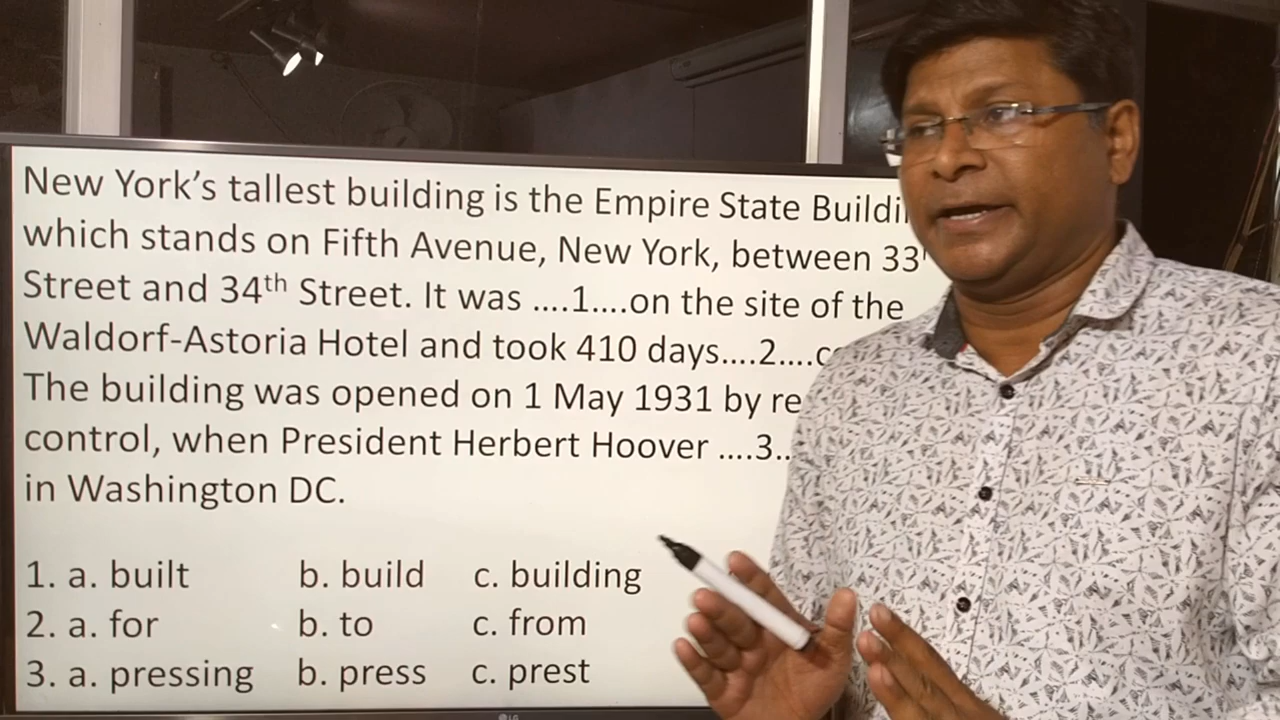 New York's tallest building is the Empire State
which stands on Fifth Avenue, New York, between
Street and 34th Street. It was ....1....on the site of the
Waldorf-Astoria Hotel and took 410 days....2....
The building was opened on 1 May 1931 by
control, when President Herbert Hoover ....3..
in Washington DC.
1. a. built b. build c. building
2. a. for b. to c. from
3. a. pressing b. press c. prest
LG